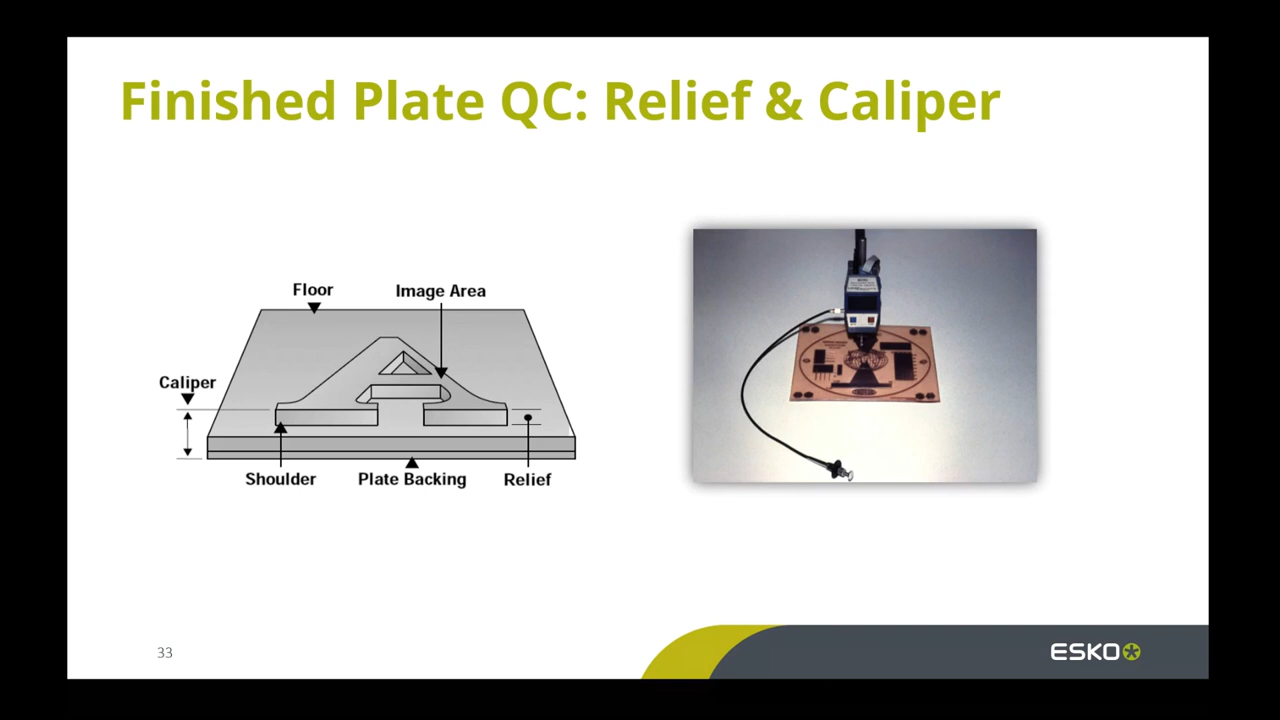 Finished Plate QC: Relief & Caliper
Floor
Image Area
Caliper
Shoulder
Plate Backing
Relief
33
ESKO